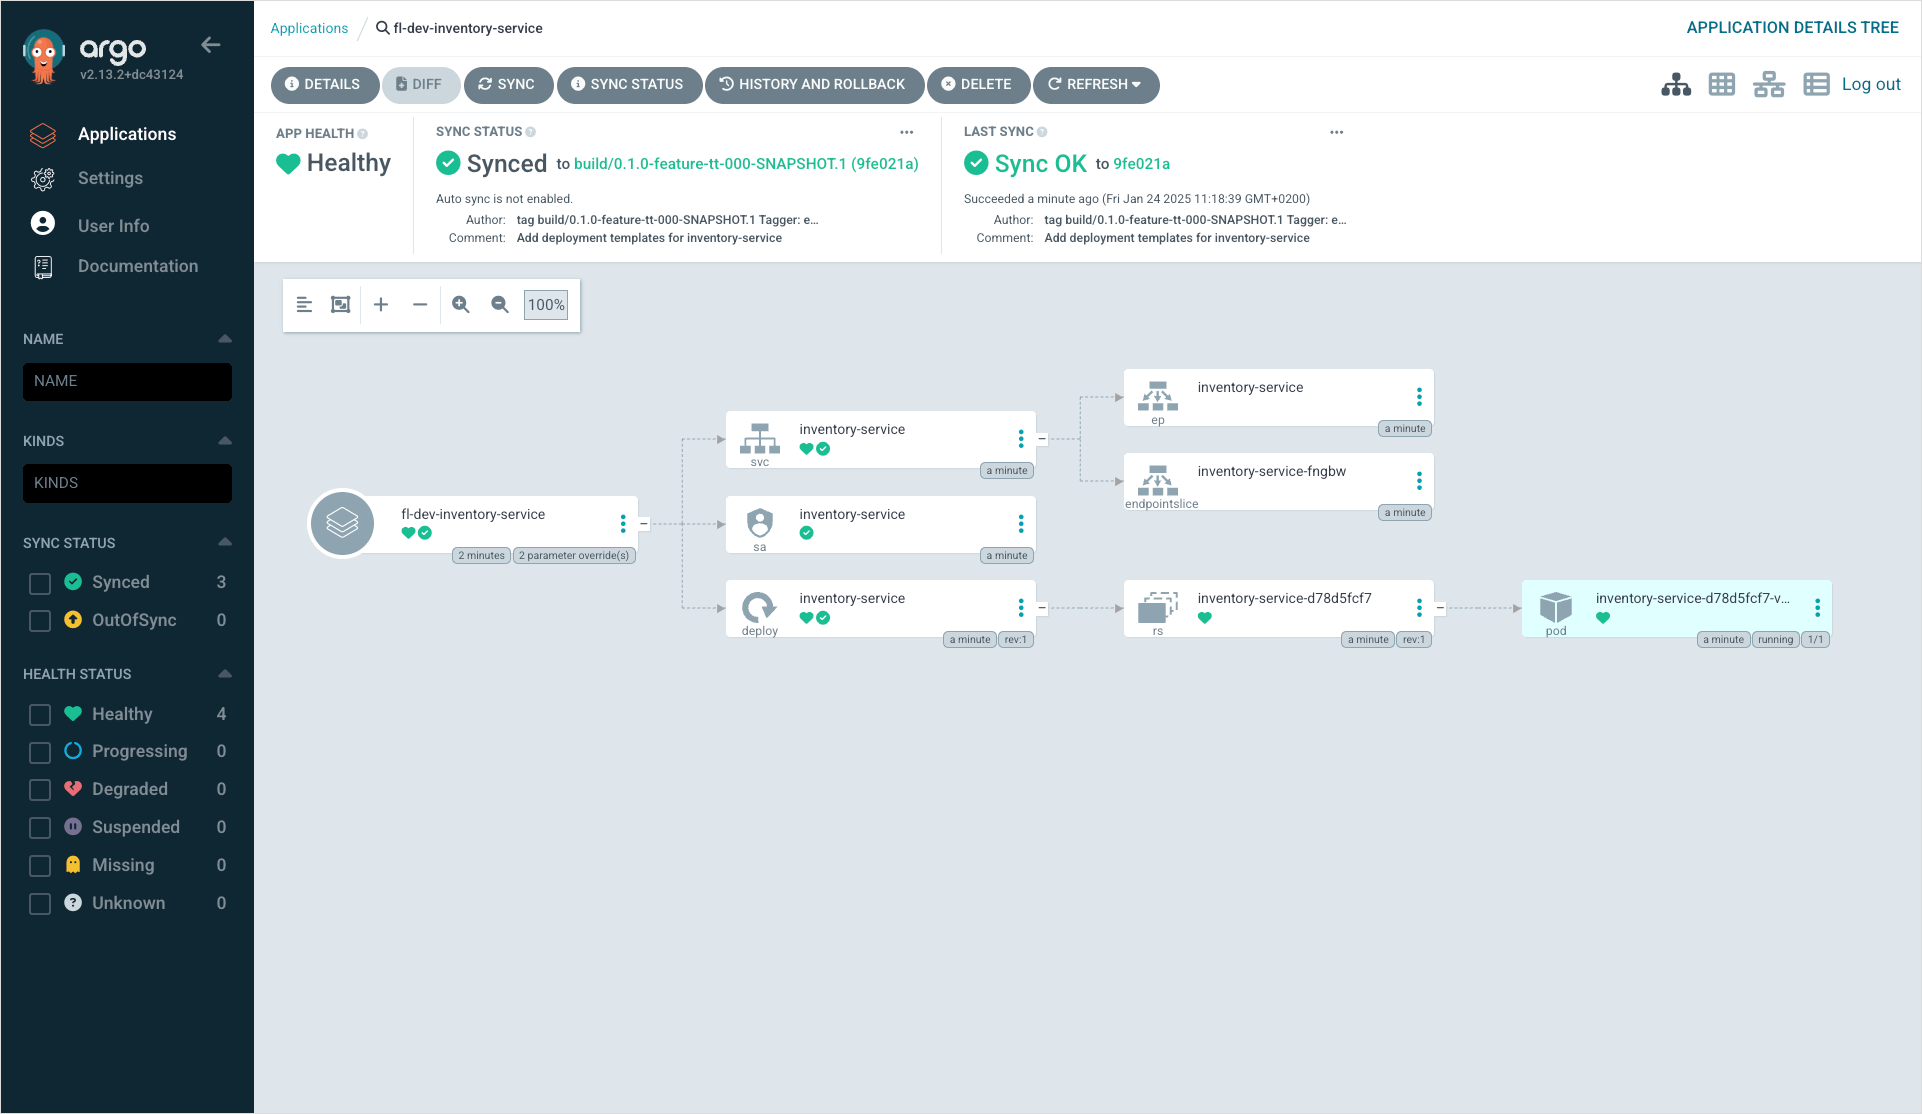 argo
v2.13.2+dc43124
Applications
Settings
User Info
Documentation
NAME
NAME
KINDS
KINDS
SYNC STATUS
Synced 3
OutOfSync 0
HEALTH STATUS
Healthy 4
Progressing 0
Degraded 0
Suspended 0
Missing 0
Unknown 0
Applications / fl-dev-inventory-service
APPLICATION DETAILS TREE
DETAILS DIFF SYNC SYNC STATUS HISTORY AND ROLLBACK DELETE REFRESH
Log out
APP HEALTH
Healthy
SYNC STATUS
Synced to build/0.1.0-feature-tt-000-SNAPSHOT.1 (9fe021a)
Auto sync is not enabled.
Author: tag build/0.1.0-feature-tt-000-SNAPSHOT.1 Tagger: e...
Comment: Add deployment templates for inventory-service
LAST SYNC
Sync OK to 9fe021a
Succeeded a minute ago (Fri Jan 24 2025 11:18:39 GMT+0200)
Author: tag build/0.1.0-feature-tt-000-SNAPSHOT.1 Tagger: e...
Comment: Add deployment templates for inventory-service
100%
fl-dev-inventory-service
2 minutes 2 parameter override(s)
inventory-service
svc
a minute
inventory-service
sa
a minute
inventory-service
deploy
a minute rev:1
inventory-service
ep
a minute
inventory-service-fngbw
endpointslice
a minute
inventory-service-d78d5fcf7
rs
a minute rev:1
inventory-service-d78d5fcf7-v...
pod
a minute running 1/1